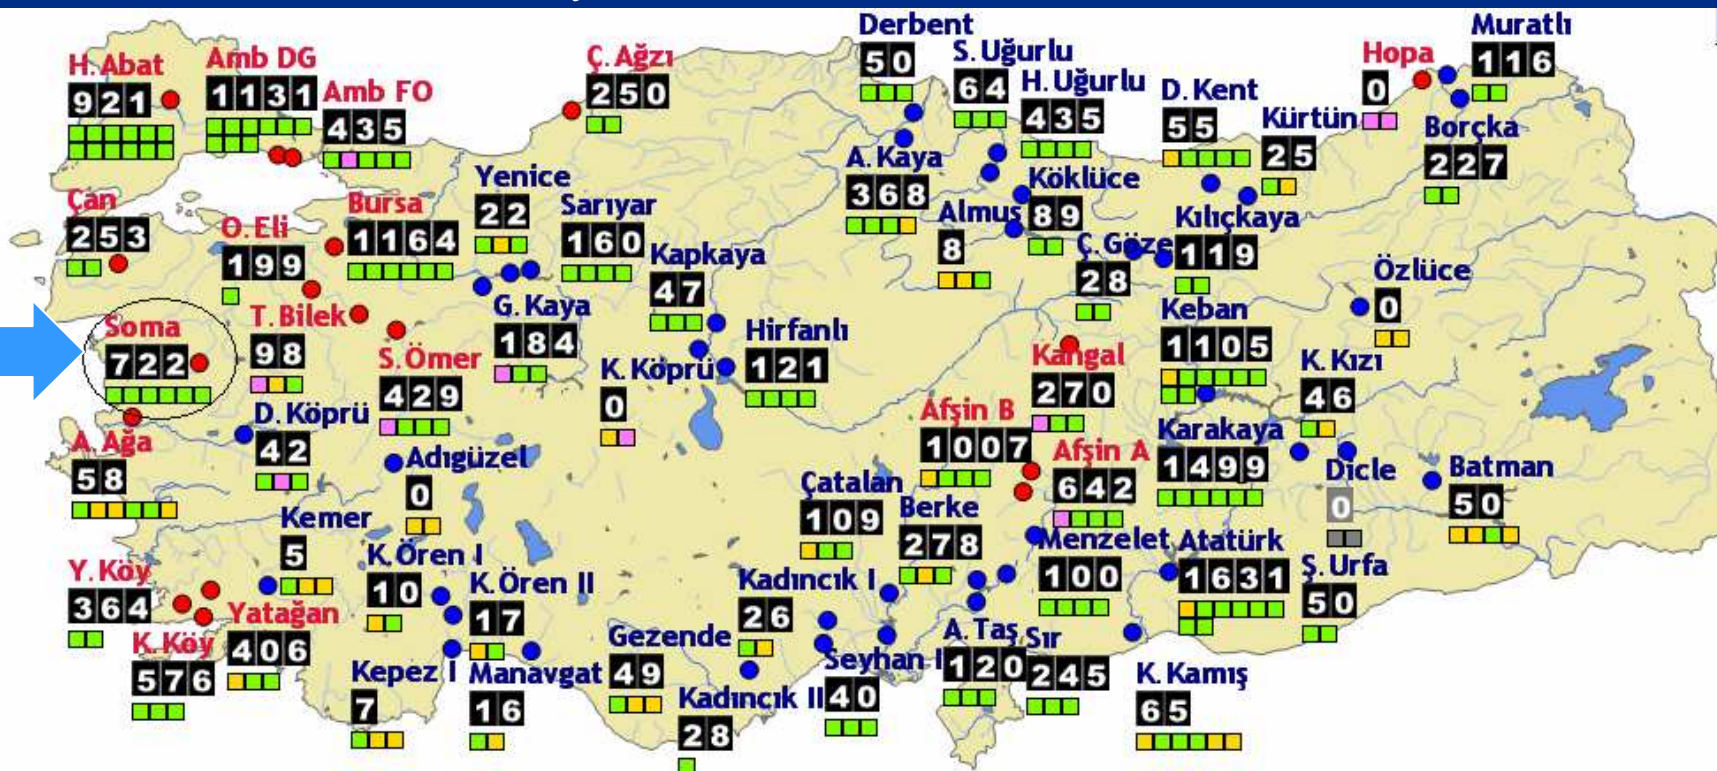 Derbent
50
Muratlı
116
S. Uğurlu
64
H. Uğurlu
435
Hopa
0
H. Abat
921
Amb DG
1131
Amb FO
435
Ç. Ağzı
250
D. Kent
55
Kürtün
25
Borçka
227
A. Kaya
368
Köklüce
89
Yenice
22
Sarıyar
160
Çan
253
O. Eli
199
Bursa
1164
Almus
8
Kılıçkaya
119
Kapkaya
47
Ç. Göze
28
Özlüce
0
Soma
722
T. Bilek
98
G. Kaya
184
Keban
1105
Hirfanlı
121
S. Ömer
429
K. Köprü
0
Kangal
270
K. Kızı
46
D. Köprü
42
Afşin B
1007
A. Ağa
58
Afşin A
642
Karakaya
1499
Adıgüzel
0
Dicle
0
Batman
50
Çatalan
109
Berke
278
Kemer
5
Menzelet
100
Atatürk
1631
K. Ören I
10
Y. Köy
364
K. Ören II
17
Kadıncık I
26
Ş. Urfa
50
Yatağan
406
K. Köy
576
Gezende
49
A. Taş
120
Sır
245
Kepez I
7
Manavgat
16
Seyhan I
40
K. Kamış
65
Kadıncık II
28